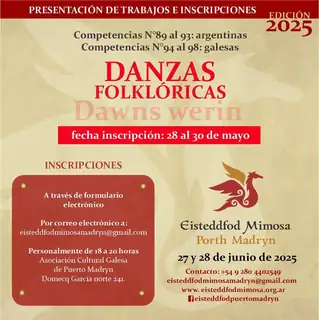 PRESENTACIÓN DE TRABAJOS E INSCRIPCIONES
EDICIÓN
2025
Competencias N°89 al 93: argentinas
Competencias N°94 al 98: galesas
DANZAS
FOLKLÓRICAS
Dawns werin
fecha inscripción: 28 al 30 de mayo
INSCRIPCIONES
A través de formulario
electrónico
Por correo electrónico a:
eisteddfodmimosamadryn@gmail.com
Personalmente de 18 a 20 horas
Asociación Cultural Galesa
de Puerto Madryn
Domecq García norte 241.
Eisteddfod Mimosa
Porth Madryn
27 y 28 de junio de 2025
Contacto: +54 9 280 4402549
eisteddfodmimosamadryn@gmail.com
www.eisteddfodmimosa.org.ar
eisteddfodpuertomadryn